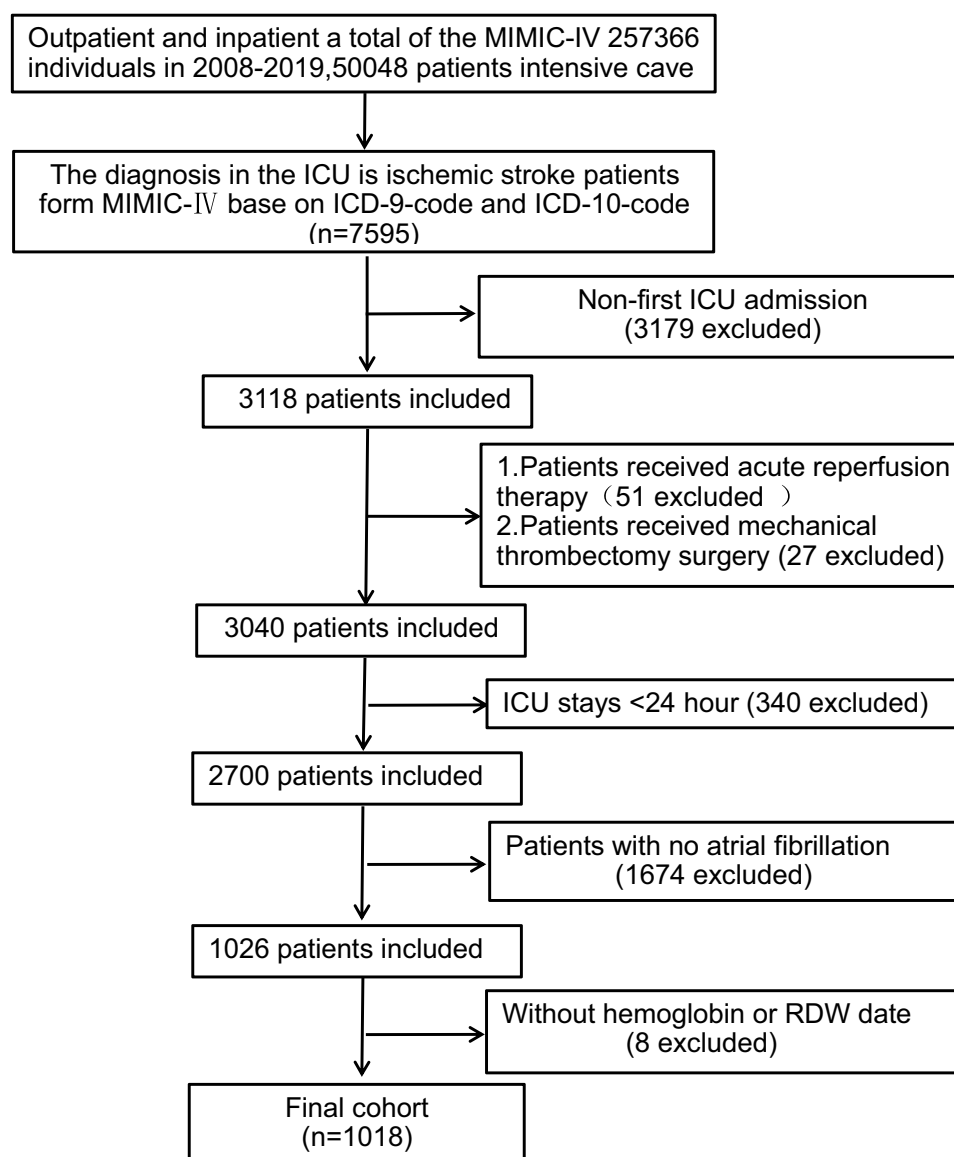 Outpatient and inpatient a total of the MIMIC-IV 257366
individuals in 2008-2019,50048 patients intensive cave
The diagnosis in the ICU is ischemic stroke patients
form MIMIC-Ⅳ base on ICD-9-code and ICD-10-code
(n=7595)
Non-first ICU admission
(3179 excluded)
3118 patients included
1.Patients received acute reperfusion
therapy（51 excluded ）
2.Patients received mechanical
thrombectomy surgery (27 excluded)
3040 patients included
ICU stays <24 hour (340 excluded)
2700 patients included
Patients with no atrial fibrillation
(1674 excluded)
1026 patients included
Without hemoglobin or RDW date
(8 excluded)
Final cohort
(n=1018)